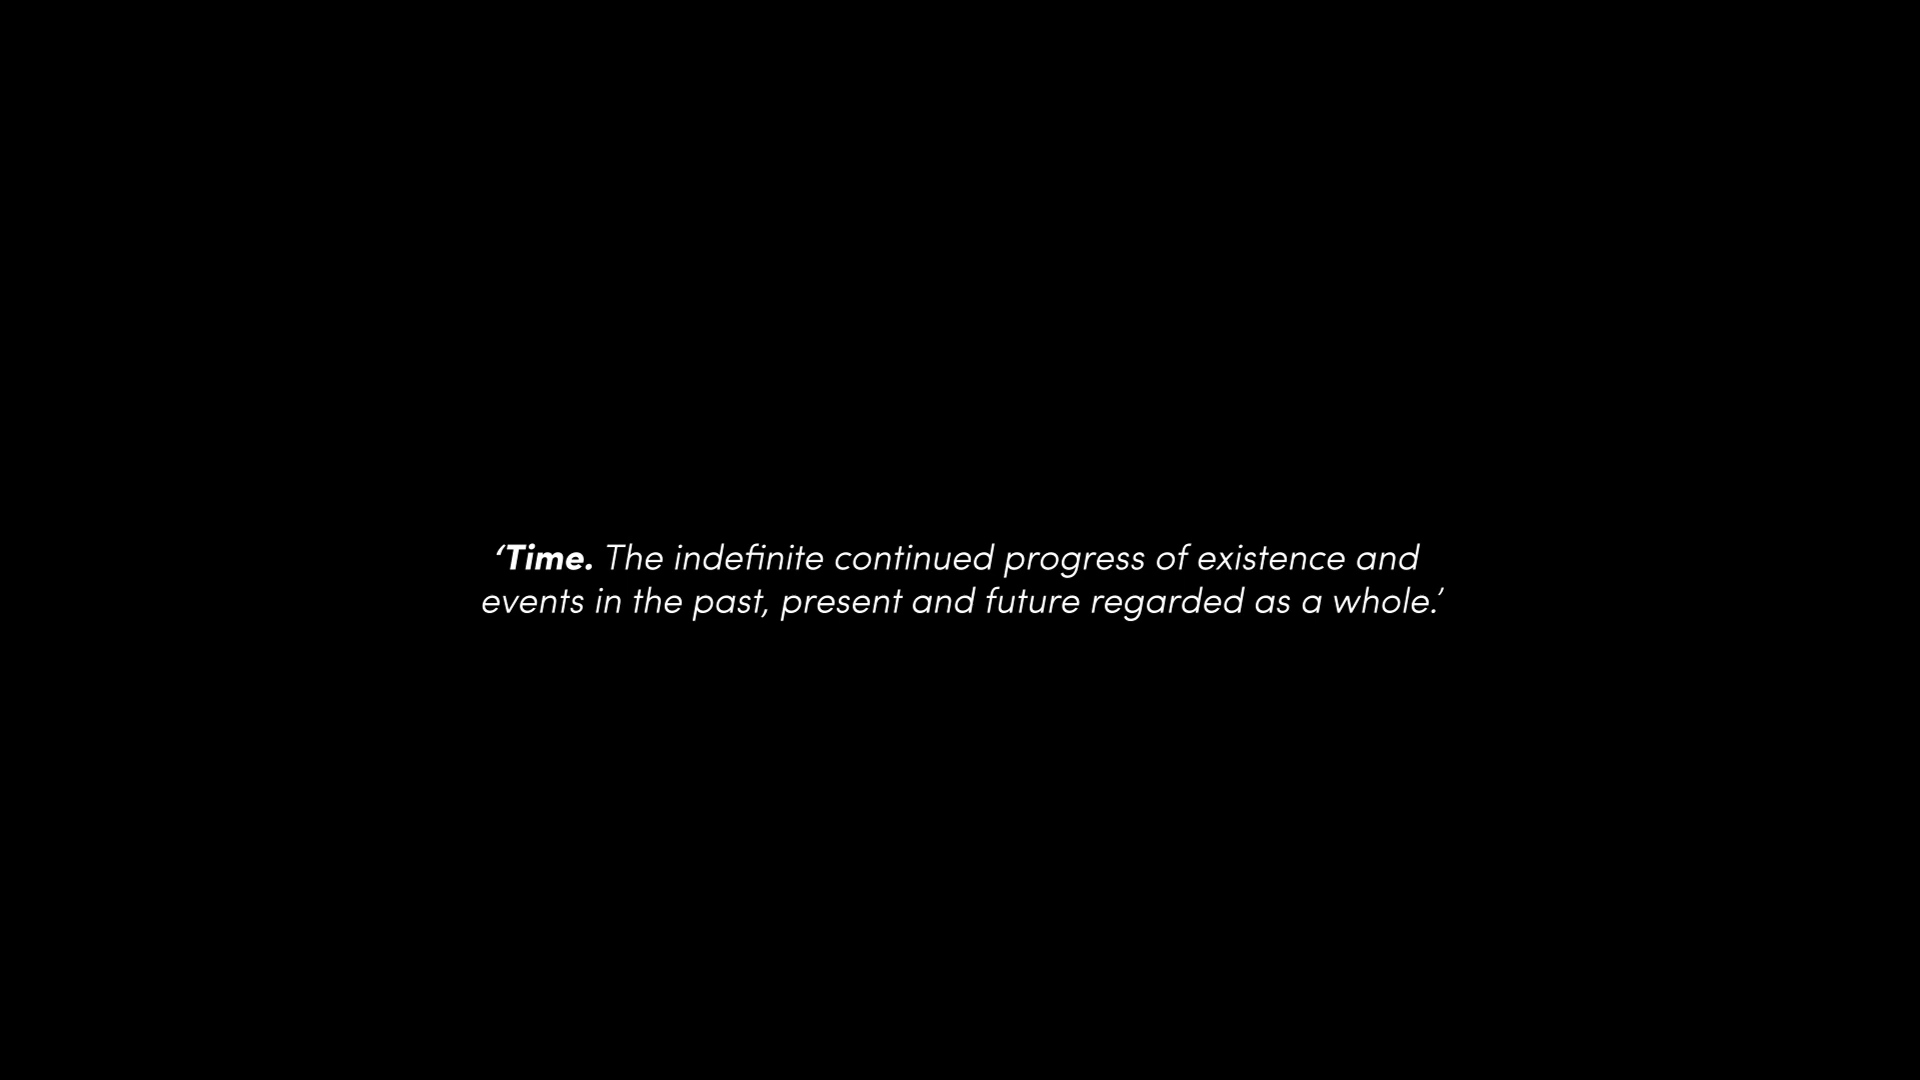 ‘Time. The indefinite continued progress of existence and
events in the past, present and future regarded as a whole.’